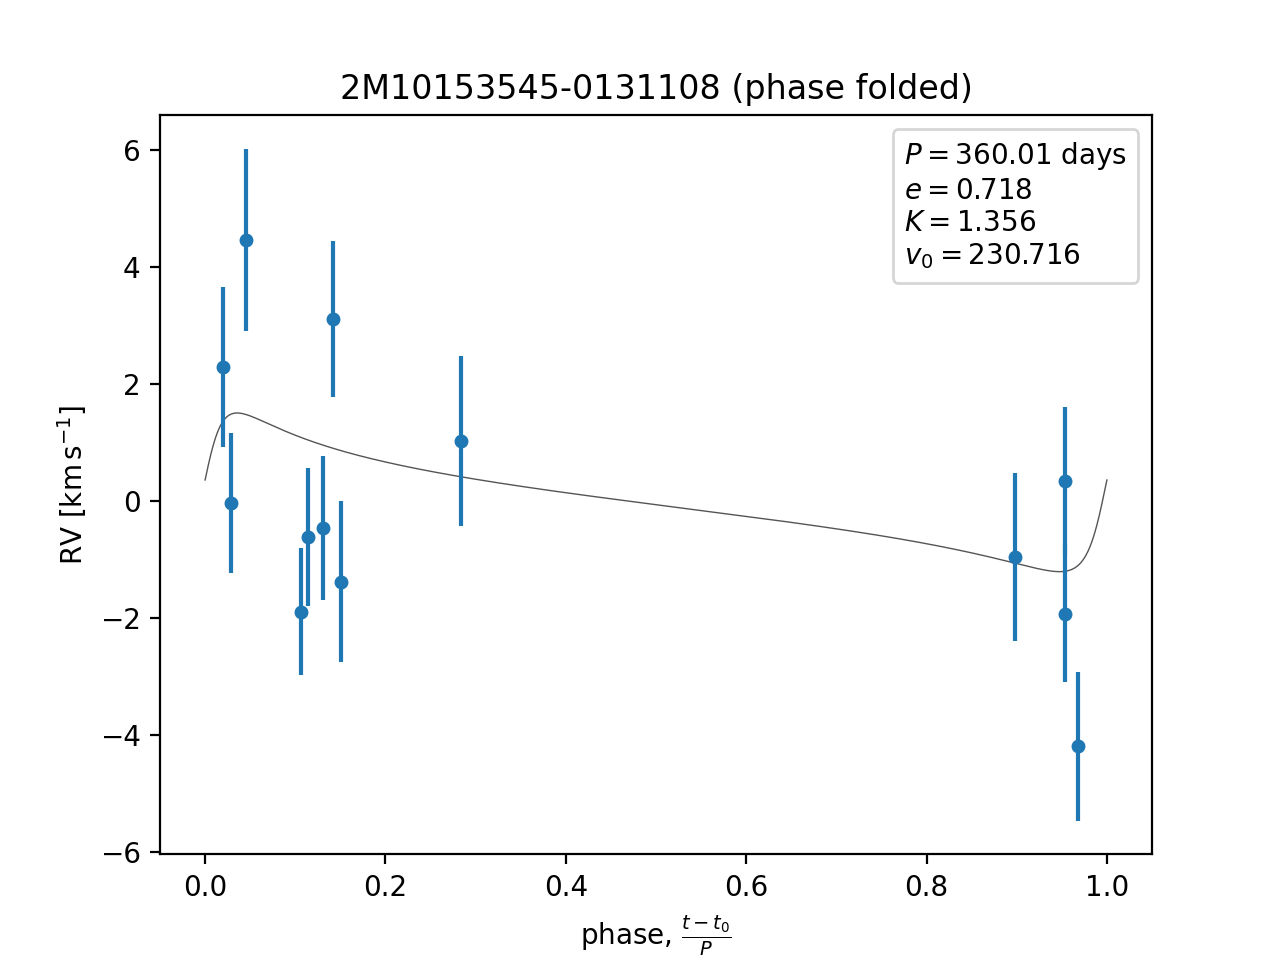 2M10153545-0131108 (phase folded)
P = 360.01 days
e = 0.718
K = 1.356
v₀ = 230.716
RV [km s⁻¹]
6
4
2
0
−2
−4
−6
0.0 0.2 0.4 0.6 0.8 1.0
phase, (t − t₀)/P